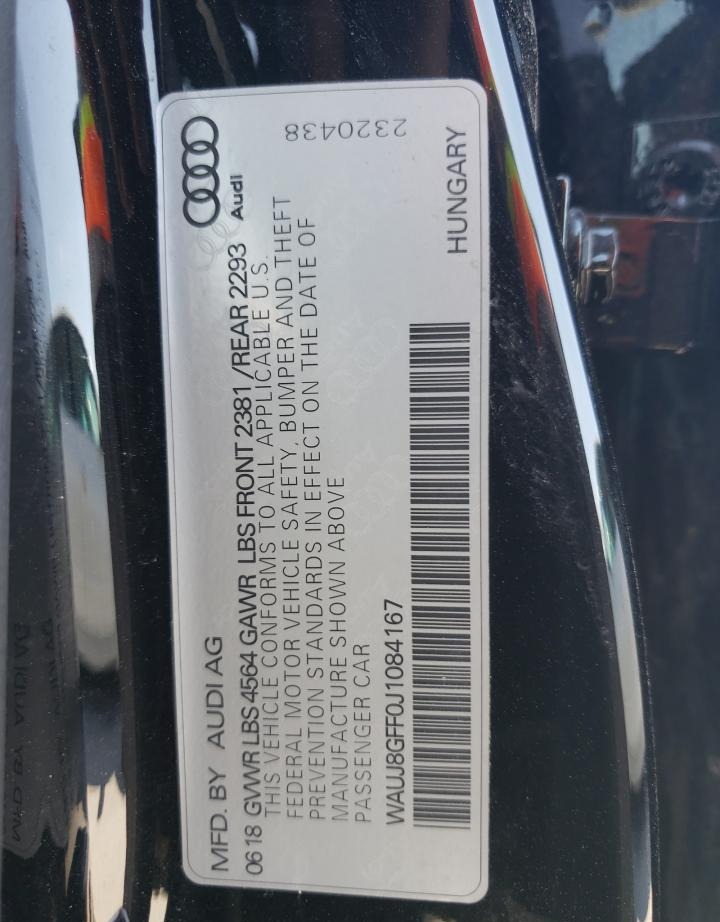 MFD. BY AUDI AG
Audi
2320438
06 18 GVWR LBS 4564 GAWR LBS FRONT 2381 /REAR 2293
THIS VEHICLE CONFORMS TO ALL APPLICABLE U.S.
FEDERAL MOTOR VEHICLE SAFETY, BUMPER AND THEFT
PREVENTION STANDARDS IN EFFECT ON THE DATE OF
MANUFACTURE SHOWN ABOVE
PASSENGER CAR
WAUJ8GFF0J1084167
HUNGARY